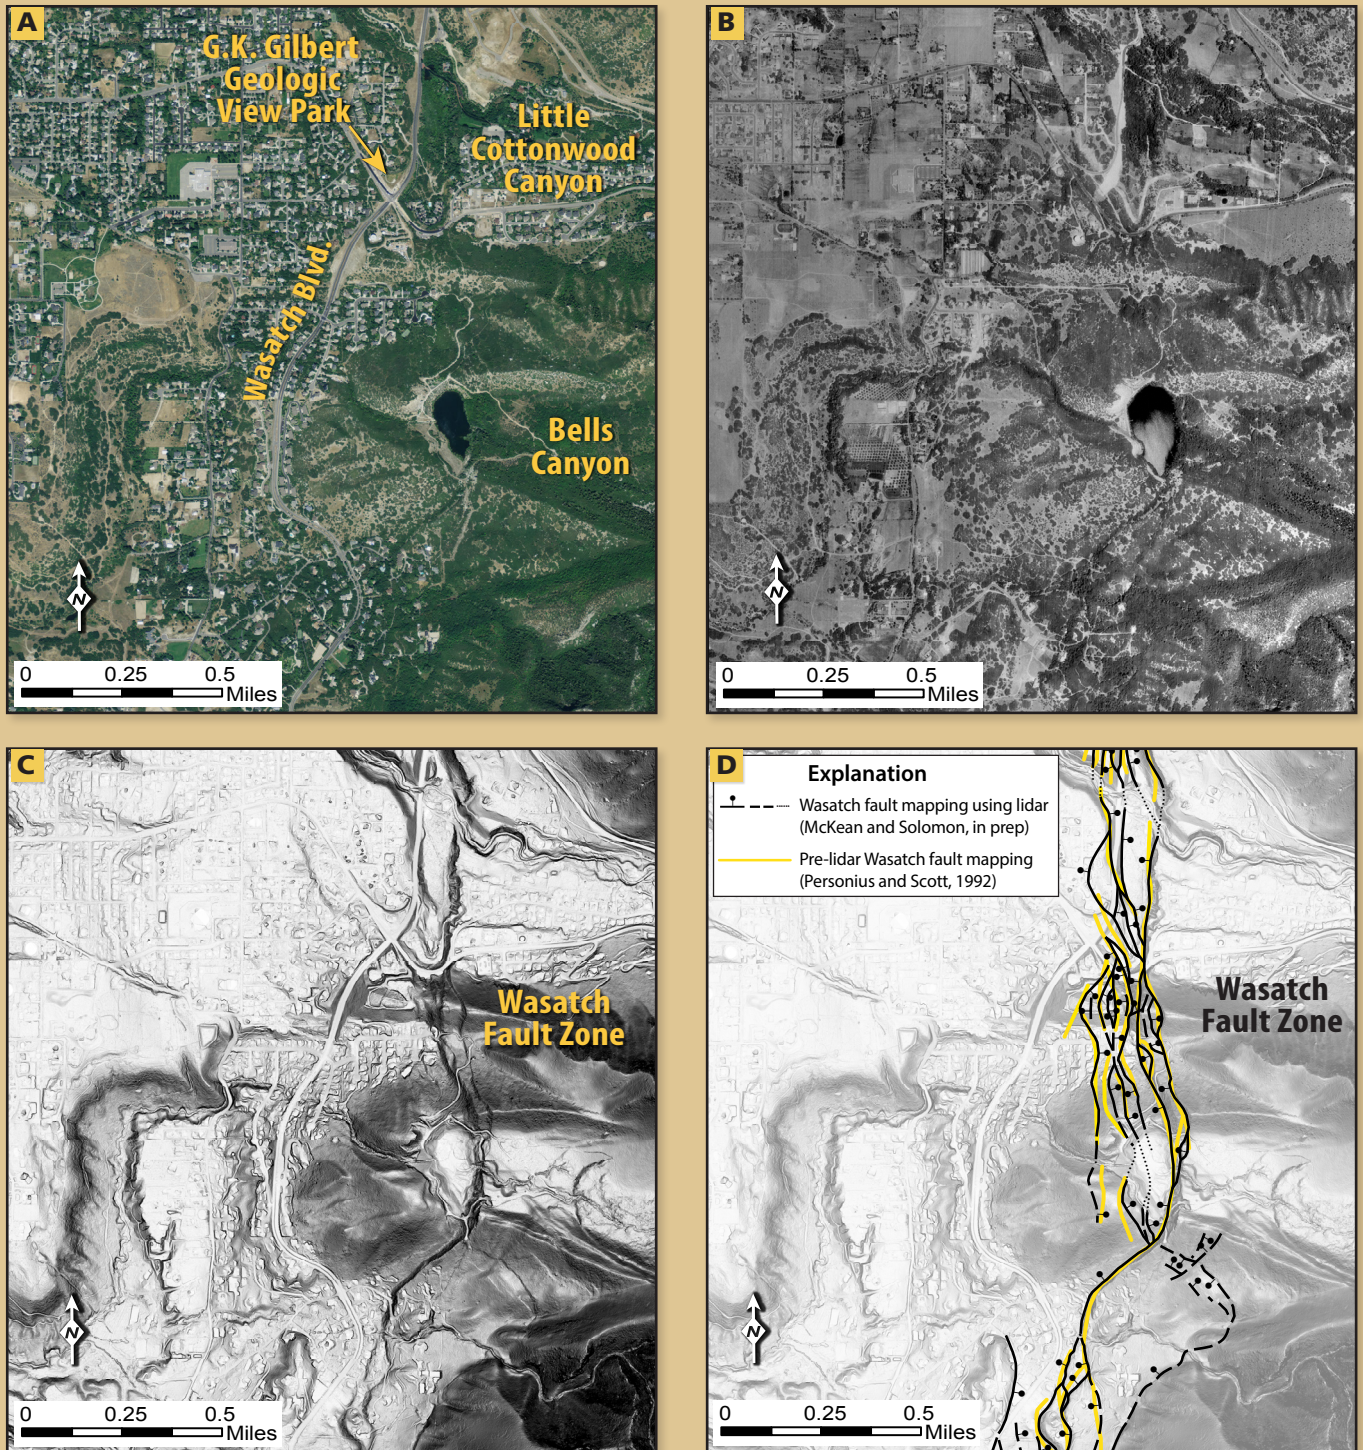 A
G.K. Gilbert
Geologic
View Park
Little
Cottonwood
Canyon
Wasatch Blvd.
Bells
Canyon
N
0 0.25 0.5
Miles
B
N
0 0.25 0.5
Miles
C
Wasatch
Fault Zone
N
0 0.25 0.5
Miles
D
Explanation
Wasatch fault mapping using lidar
(McKean and Solomon, in prep)
Pre-lidar Wasatch fault mapping
(Personius and Scott, 1992)
Wasatch
Fault Zone
N
0 0.25 0.5
Miles